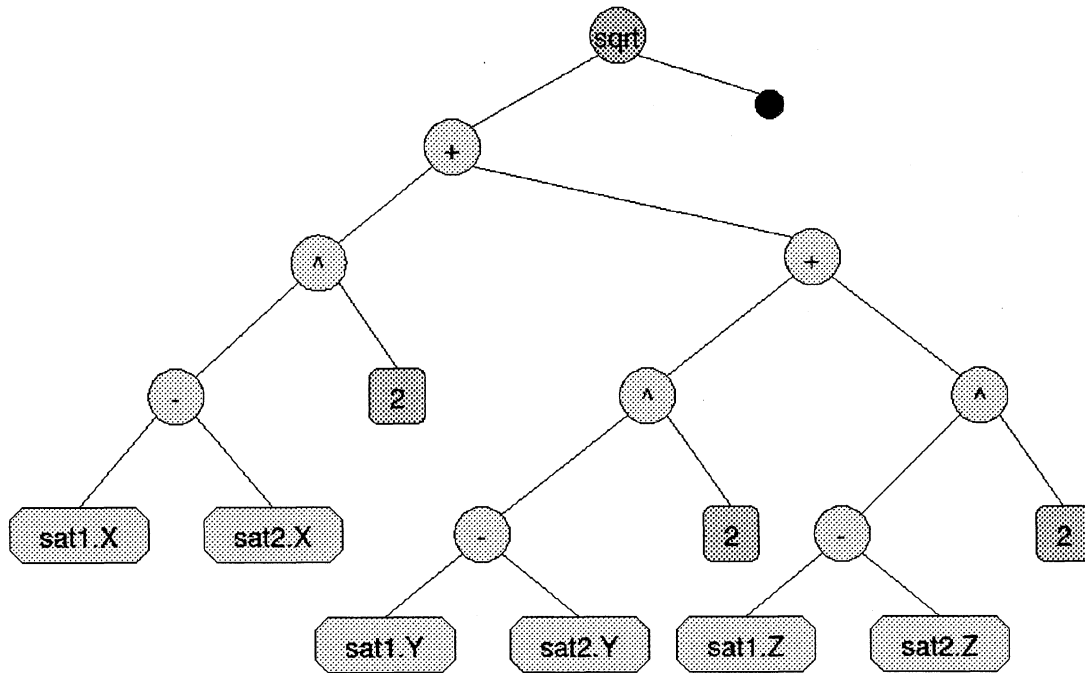 sqrt
+
^ +
- 2 ^ ^
sat1.X sat2.X - 2 - 2
sat1.Y sat2.Y sat1.Z sat2.Z